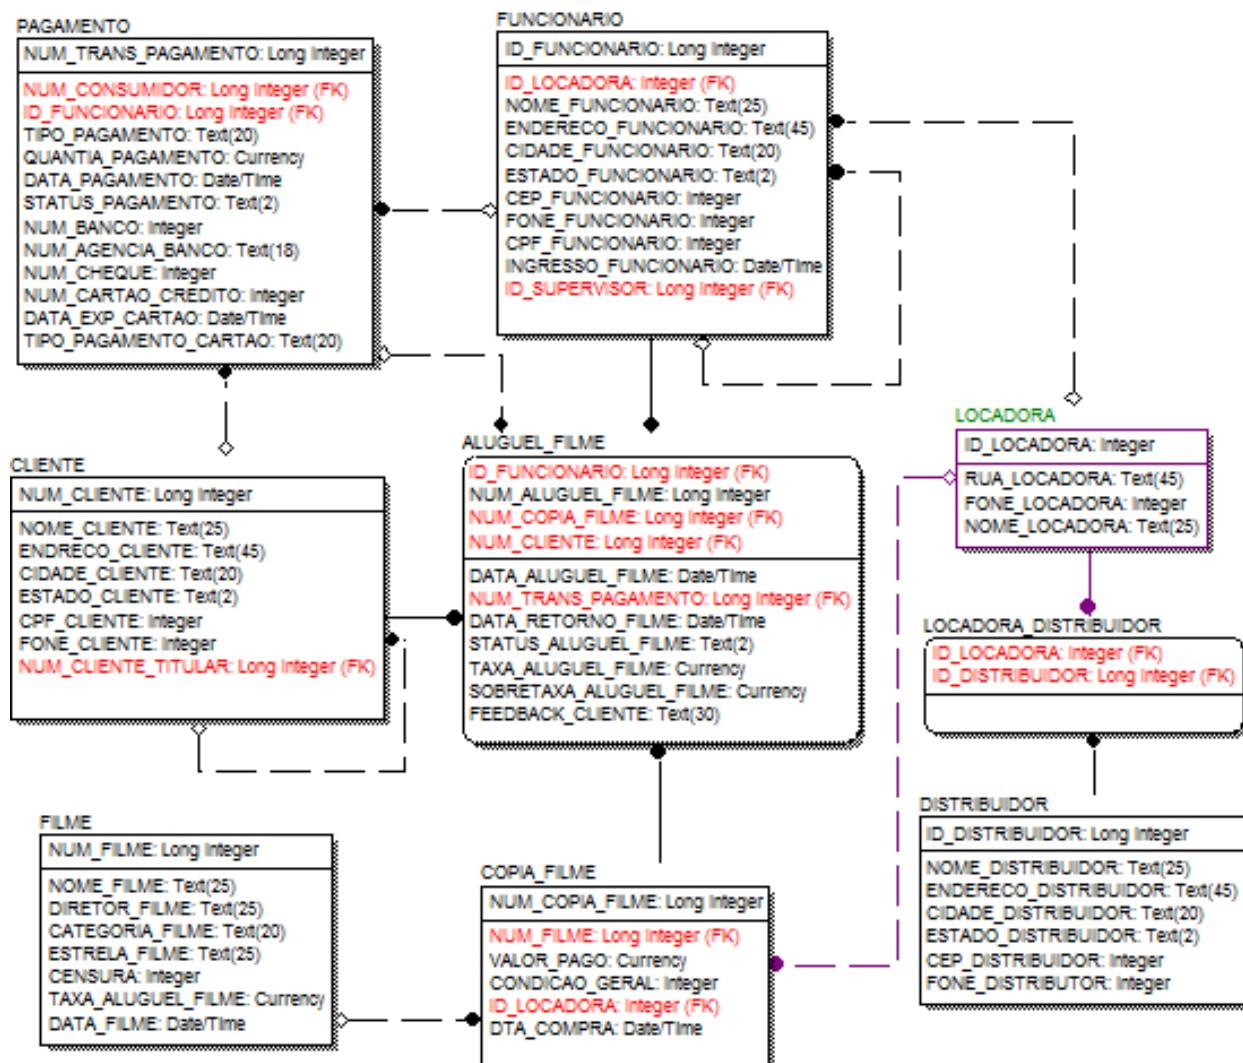 PAGAMENTO
NUM_TRANS_PAGAMENTO: Long Integer
NUM_CONSUMIDOR: Long Integer (FK)
ID_FUNCIONARIO: Long Integer (FK)
TIPO_PAGAMENTO: Text(20)
QUANTIA_PAGAMENTO: Currency
DATA_PAGAMENTO: Date/Time
STATUS_PAGAMENTO: Text(2)
NUM_BANCO: Integer
NUM_AGENCIA_BANCO: Text(18)
NUM_CHEQUE: Integer
NUM_CARTAO_CREDITO: Integer
DATA_EXP_CARTAO: Date/Time
TIPO_PAGAMENTO_CARTAO: Text(20)
FUNCIONARIO
ID_FUNCIONARIO: Long Integer
ID_LOCADORA: Integer (FK)
NOME_FUNCIONARIO: Text(25)
ENDERECO_FUNCIONARIO: Text(45)
CIDADE_FUNCIONARIO: Text(20)
ESTADO_FUNCIONARIO: Text(2)
CEP_FUNCIONARIO: Integer
FONE_FUNCIONARIO: Integer
CPF_FUNCIONARIO: Integer
INGRESSO_FUNCIONARIO: Date/Time
ID_SUPERVISOR: Long Integer (FK)
CLIENTE
NUM_CLIENTE: Long Integer
NOME_CLIENTE: Text(25)
ENDRECO_CLIENTE: Text(45)
CIDADE_CLIENTE: Text(20)
ESTADO_CLIENTE: Text(2)
CPF_CLIENTE: Integer
FONE_CLIENTE: Integer
NUM_CLIENTE_TITULAR: Long Integer (FK)
ALUGUEL_FILME
ID_FUNCIONARIO: Long Integer (FK)
NUM_ALUGUEL_FILME: Long Integer
NUM_COPIA_FILME: Long Integer (FK)
NUM_CLIENTE: Long Integer (FK)
DATA_ALUGUEL_FILME: Date/Time
NUM_TRANS_PAGAMENTO: Long Integer (FK)
DATA_RETORNO_FILME: Date/Time
STATUS_ALUGUEL_FILME: Text(2)
TAXA_ALUGUEL_FILME: Currency
SOBRETAXA_ALUGUEL_FILME: Currency
FEEDBACK_CLIENTE: Text(30)
LOCADORA
ID_LOCADORA: Integer
RUA_LOCADORA: Text(45)
FONE_LOCADORA: Integer
NOME_LOCADORA: Text(25)
LOCADORA_DISTRIBUIDOR
ID_LOCADORA: Integer (FK)
ID_DISTRIBUIDOR: Long Integer (FK)
FILME
NUM_FILME: Long Integer
NOME_FILME: Text(25)
DIRETOR_FILME: Text(25)
CATEGORIA_FILME: Text(20)
ESTRELA_FILME: Text(25)
CENSURA: Integer
TAXA_ALUGUEL_FILME: Currency
DATA_FILME: Date/Time
COPIA_FILME
NUM_COPIA_FILME: Long Integer
NUM_FILME: Long Integer (FK)
VALOR_PAGO: Currency
CONDICAO_GERAL: Integer
ID_LOCADORA: Integer (FK)
DTA_COMPRA: Date/Time
DISTRIBUIDOR
ID_DISTRIBUIDOR: Long Integer
NOME_DISTRIBUIDOR: Text(25)
ENDERECO_DISTRIBUIDOR: Text(45)
CIDADE_DISTRIBUIDOR: Text(20)
ESTADO_DISTRIBUIDOR: Text(2)
CEP_DISTRIBUIDOR: Integer
FONE_DISTRIBUTOR: Integer